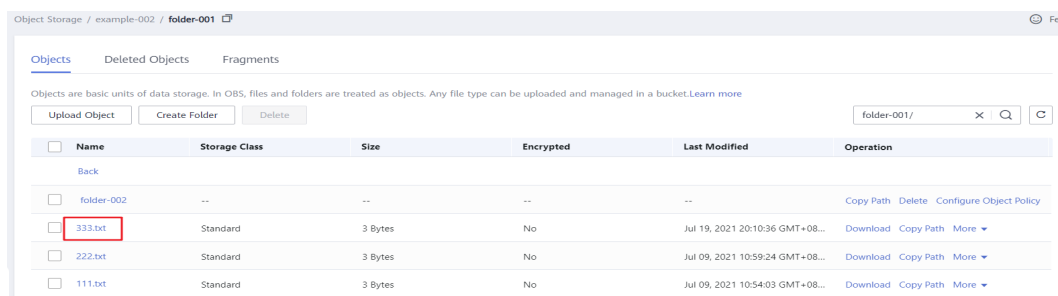 Object Storage / example-002 / folder-001
Fe
Objects Deleted Objects Fragments
Objects are basic units of data storage. In OBS, files and folders are treated as objects. Any file type can be uploaded and managed in a bucket.Learn more
Upload Object Create Folder Delete folder-001/
Name Storage Class Size Encrypted Last Modified Operation
Back
folder-002 -- -- -- -- Copy Path Delete Configure Object Policy
333.txt Standard 3 Bytes No Jul 19, 2021 20:10:36 GMT+08... Download Copy Path More
222.txt Standard 3 Bytes No Jul 09, 2021 10:59:24 GMT+08... Download Copy Path More
111.txt Standard 3 Bytes No Jul 09, 2021 10:54:03 GMT+08... Download Copy Path More